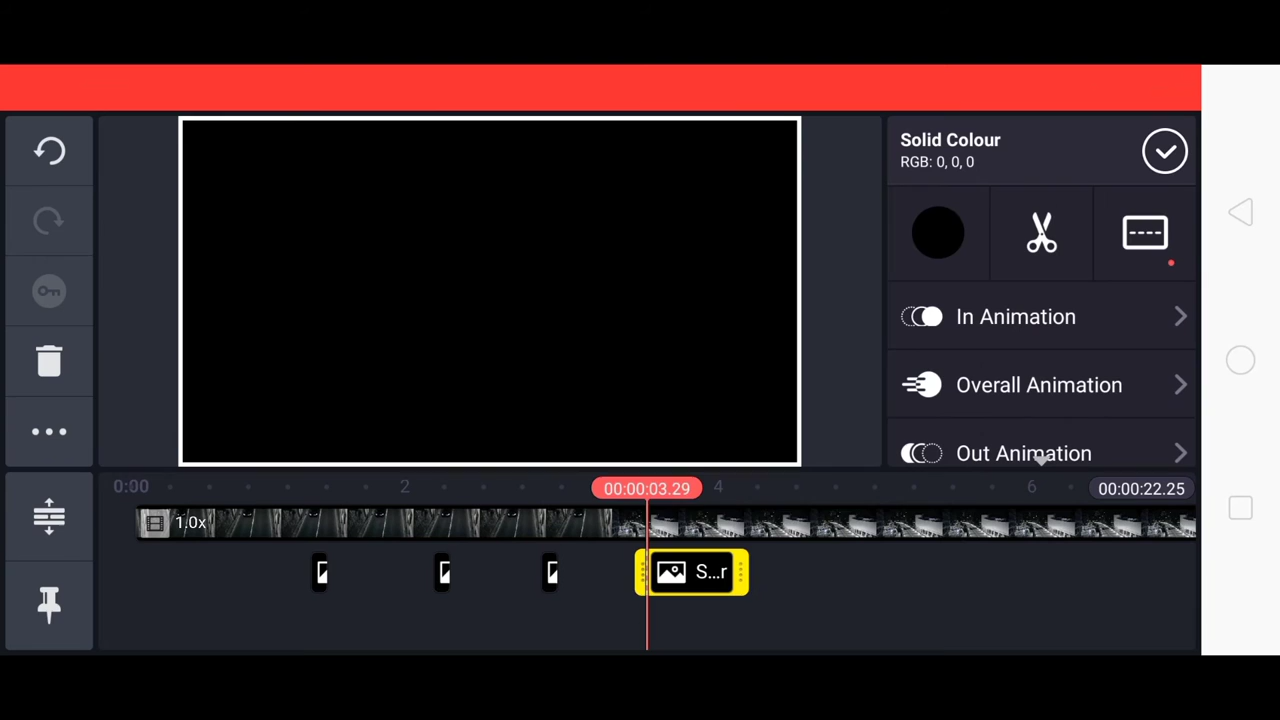 Solid Colour
RGB: 0, 0, 0
In Animation
Overall Animation
Out Animation
0:00
2
00:00:03.29
4
6
00:00:22.25
1.0x
S...r